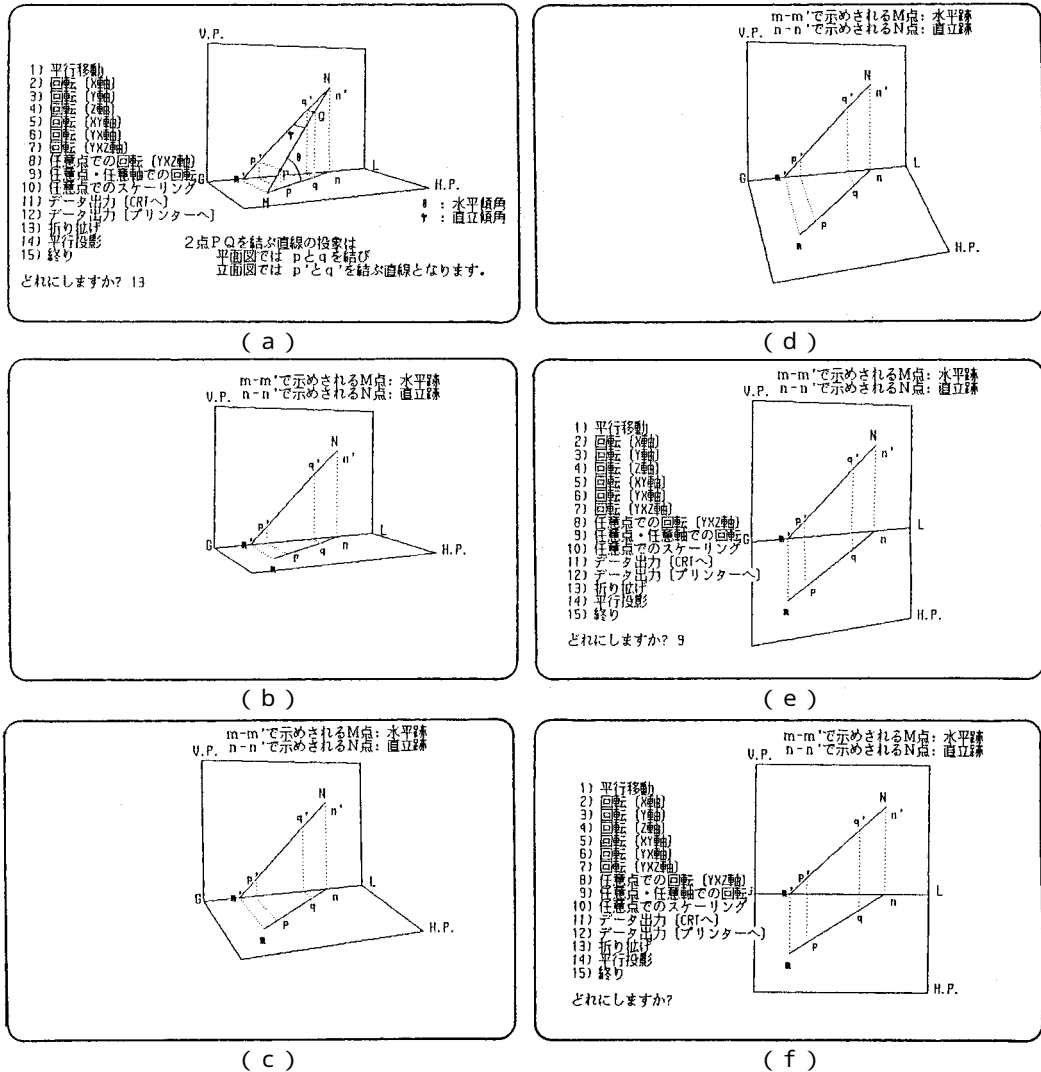 V.P.
1) 平行移動
2) 回転 (X軸)
3) 回転 (Y軸)
4) 回転 (Z軸)
5) 回転 (XY軸)
6) 回転 (YX軸)
7) 回転 (YXZ軸)
8) 任意点での回転 (YXZ軸)
9) 任意点・任意軸での回転
10) 任意点でのスケーリング
11) データ出力 (CRTへ)
12) データ出力 (プリンターへ)
13) 折り拡げ
14) 平行投影
15) 終り
どれにしますか? 13
N
n'
q'
Q
θ
P'
G
L
M
P
q
n
H.P.
θ : 水平傾角
: 直立傾角
2点PQを結ぶ直線の投象は
平面図では pとqを結び
立面図では p'とq'を結ぶ直線となります。
(a)
m-m'で示めされるM点: 水平跡
n-n'で示めされるN点: 直立跡
V.P.
N
q'
n'
P'
G
L
P
q
n
H.P.
(d)
m-m'で示めされるM点: 水平跡
n-n'で示めされるN点: 直立跡
V.P.
N
q'
n'
P'
G
L
P
q
n
H.P.
(b)
m-m'で示めされるM点: 水平跡
n-n'で示めされるN点: 直立跡
V.P.
1) 平行移動
2) 回転 (X軸)
3) 回転 (Y軸)
4) 回転 (Z軸)
5) 回転 (XY軸)
6) 回転 (YX軸)
7) 回転 (YXZ軸)
8) 任意点での回転 (YXZ軸)
9) 任意点・任意軸での回転
10) 任意点でのスケーリング
11) データ出力 (CRTへ)
12) データ出力 (プリンターへ)
13) 折り拡げ
14) 平行投影
15) 終り
どれにしますか? 9
N
q'
n'
P'
G
L
P
q
n
H.P.
(e)
m-m'で示めされるM点: 水平跡
n-n'で示めされるN点: 直立跡
V.P.
N
q'
n'
P'
G
L
P
q
n
H.P.
(c)
m-m'で示めされるM点: 水平跡
n-n'で示めされるN点: 直立跡
V.P.
1) 平行移動
2) 回転 (X軸)
3) 回転 (Y軸)
4) 回転 (Z軸)
5) 回転 (XY軸)
6) 回転 (YX軸)
7) 回転 (YXZ軸)
8) 任意点での回転 (YXZ軸)
9) 任意点・任意軸での回転
10) 任意点でのスケーリング
11) データ出力 (CRTへ)
12) データ出力 (プリンターへ)
13) 折り拡げ
14) 平行投影
15) 終り
どれにしますか?
N
q'
n'
P'
L
P
q
n
H.P.
(f)